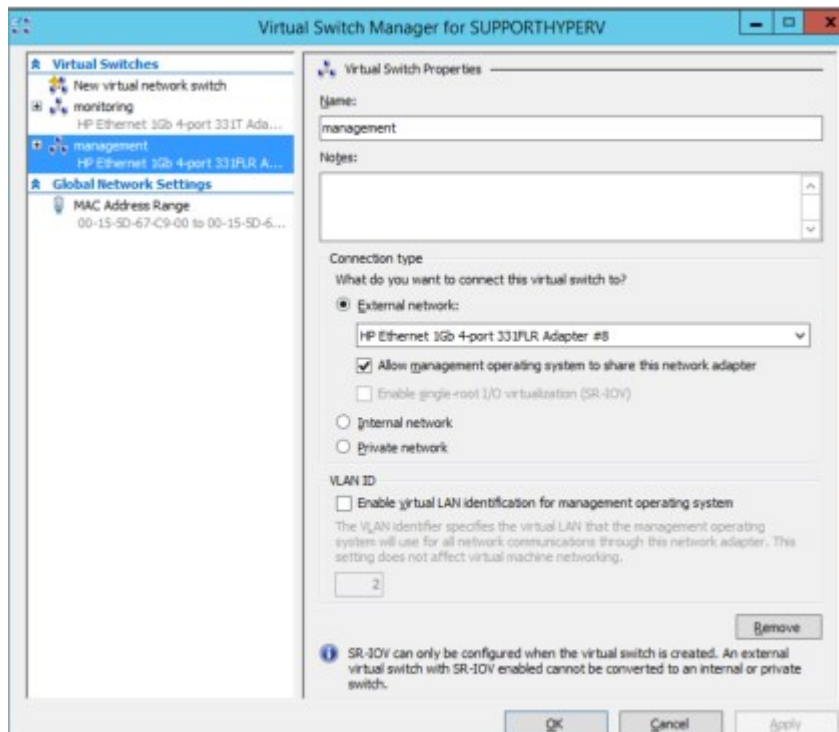 Virtual Switch Manager for SUPPORTHYPERV
Virtual Switches
New virtual network switch
monitoring
HP Ethernet 1Gb 4-port 331T Ada...
management
HP Ethernet 1Gb 4-port 331FLR A...
Global Network Settings
MAC Address Range
00-15-5D-67-C9-00 to 00-15-5D-6...
Virtual Switch Properties
Name:
management
Notes:
Connection type
What do you want to connect this virtual switch to?
External network:
HP Ethernet 1Gb 4-port 331FLR Adapter #8
Allow management operating system to share this network adapter
Enable single-root I/O virtualization (SR-IOV)
Internal network
Private network
VLAN ID
Enable virtual LAN identification for management operating system
The VLAN identifier specifies the virtual LAN that the management operating
system will use for all network communications through this network adapter. This
setting does not affect virtual machine networking.
2
Remove
SR-IOV can only be configured when the virtual switch is created. An external
virtual switch with SR-IOV enabled cannot be converted to an internal or private
switch.
OK
Cancel
Apply